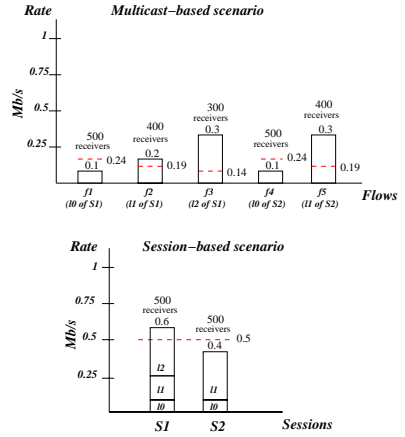 Rate
Multicast−based scenario
1
0.75
0.5
0.25
Mb/s
500
receivers
0.24
0.1
400
receivers
0.2
0.19
300
receivers
0.3
0.14
500
receivers
0.24
0.1
400
receivers
0.3
0.19
f1
(l0 of S1)
f2
(l1 of S1)
f3
(l2 of S1)
f4
(l0 of S2)
f5
(l1 of S2)
Flows
Rate
Session−based scenario
1
0.75
0.5
0.25
Mb/s
500
receivers
0.6
500
receivers
0.5
0.4
l2
l1
l0
l1
l0
S1
S2
Sessions